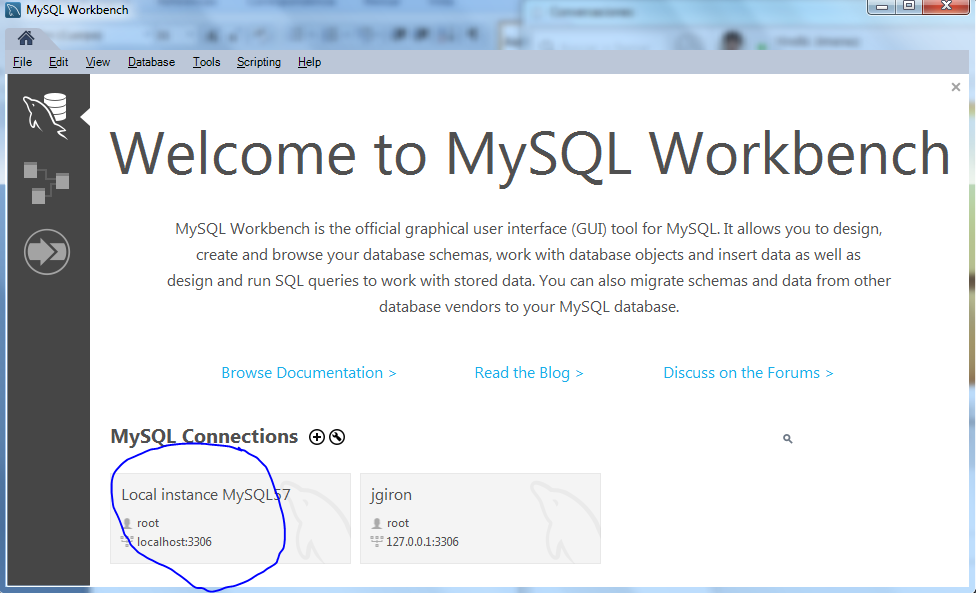 MySQL Workbench
File Edit View Database Tools Scripting Help
Welcome to MySQL Workbench
MySQL Workbench is the official graphical user interface (GUI) tool for MySQL. It allows you to design,
create and browse your database schemas, work with database objects and insert data as well as
design and run SQL queries to work with stored data. You can also migrate schemas and data from other
database vendors to your MySQL database.
Browse Documentation > Read the Blog > Discuss on the Forums >
MySQL Connections
Local instance MySQL57
root
localhost:3306
jgiron
root
127.0.0.1:3306